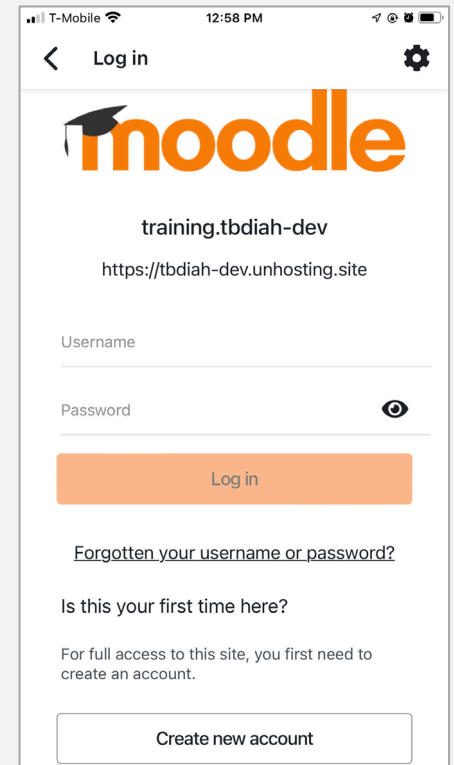 T-Mobile 12:58 PM
Log in
moodle
training.tbdiah-dev
https://tbdiah-dev.unhosting.site
Username
Password
Log in
Forgotten your username or password?
Is this your first time here?
For full access to this site, you first need to
create an account.
Create new account